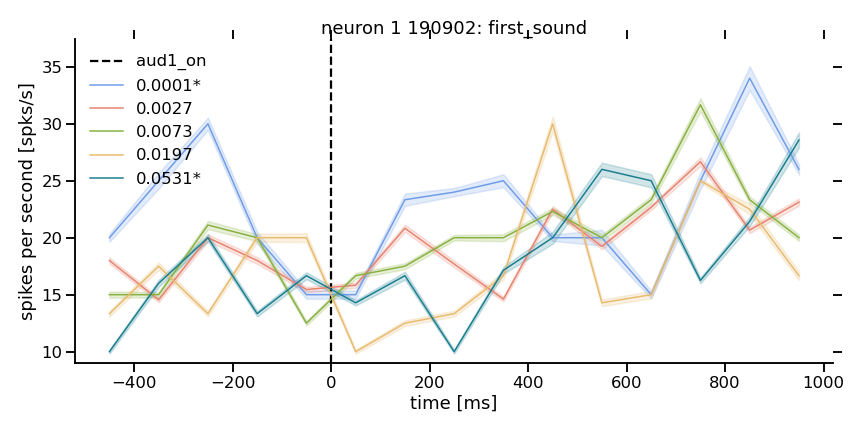 neuron 1 190902: first_sound
spikes per second [spks/s]
35
30
25
20
15
10
aud1_on
0.0001*
0.0027
0.0073
0.0197
0.0531*
−400 −200 0 200 400 600 800 1000
time [ms]